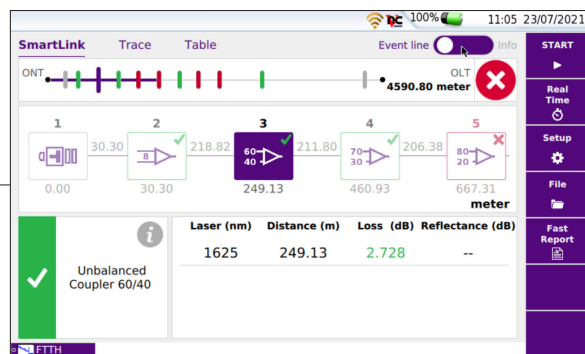 100% 11:05 23/07/2021
SmartLink Trace Table Event line Info
START
ONT OLT
4590.80 meter
Real Time
1 2 3 4 5
30.30 218.82 211.80 206.38
8 60 40 70 30 80 20
0.00 30.30 249.13 460.93 667.31
meter
Setup
File
Fast Report
i
Unbalanced
Coupler 60/40
Laser (nm) Distance (m) Loss (dB) Reflectance (dB)
1625 249.13 2.728 --
FTTH